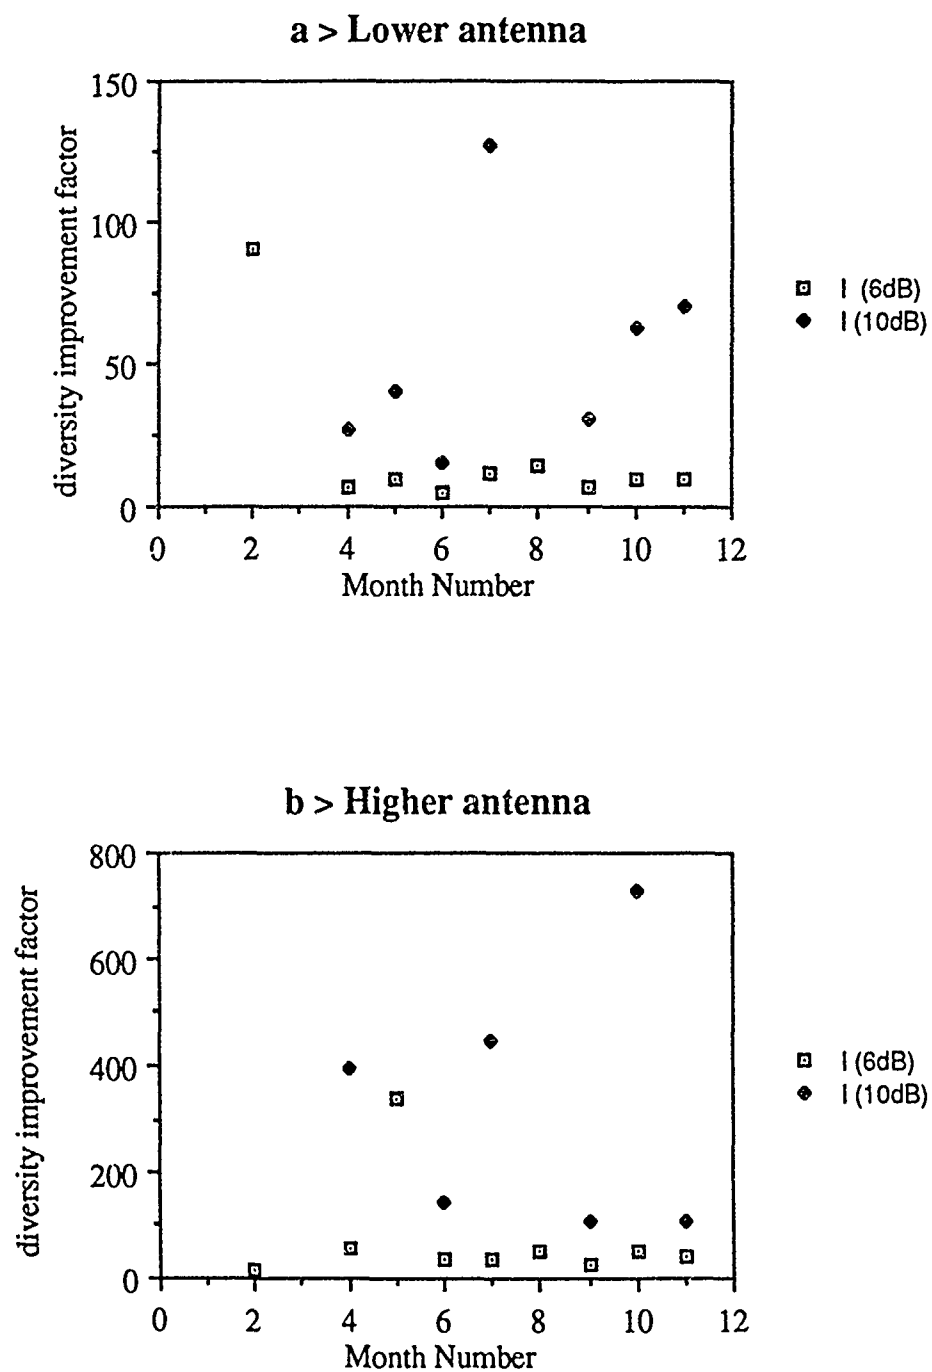 a > Lower antenna
150
100
50
0
diversity improvement factor
0 2 4 6 8 10 12
Month Number
I (6dB)
I (10dB)
b > Higher antenna
800
600
400
200
0
diversity improvement factor
0 2 4 6 8 10 12
Month Number
I (6dB)
I (10dB)